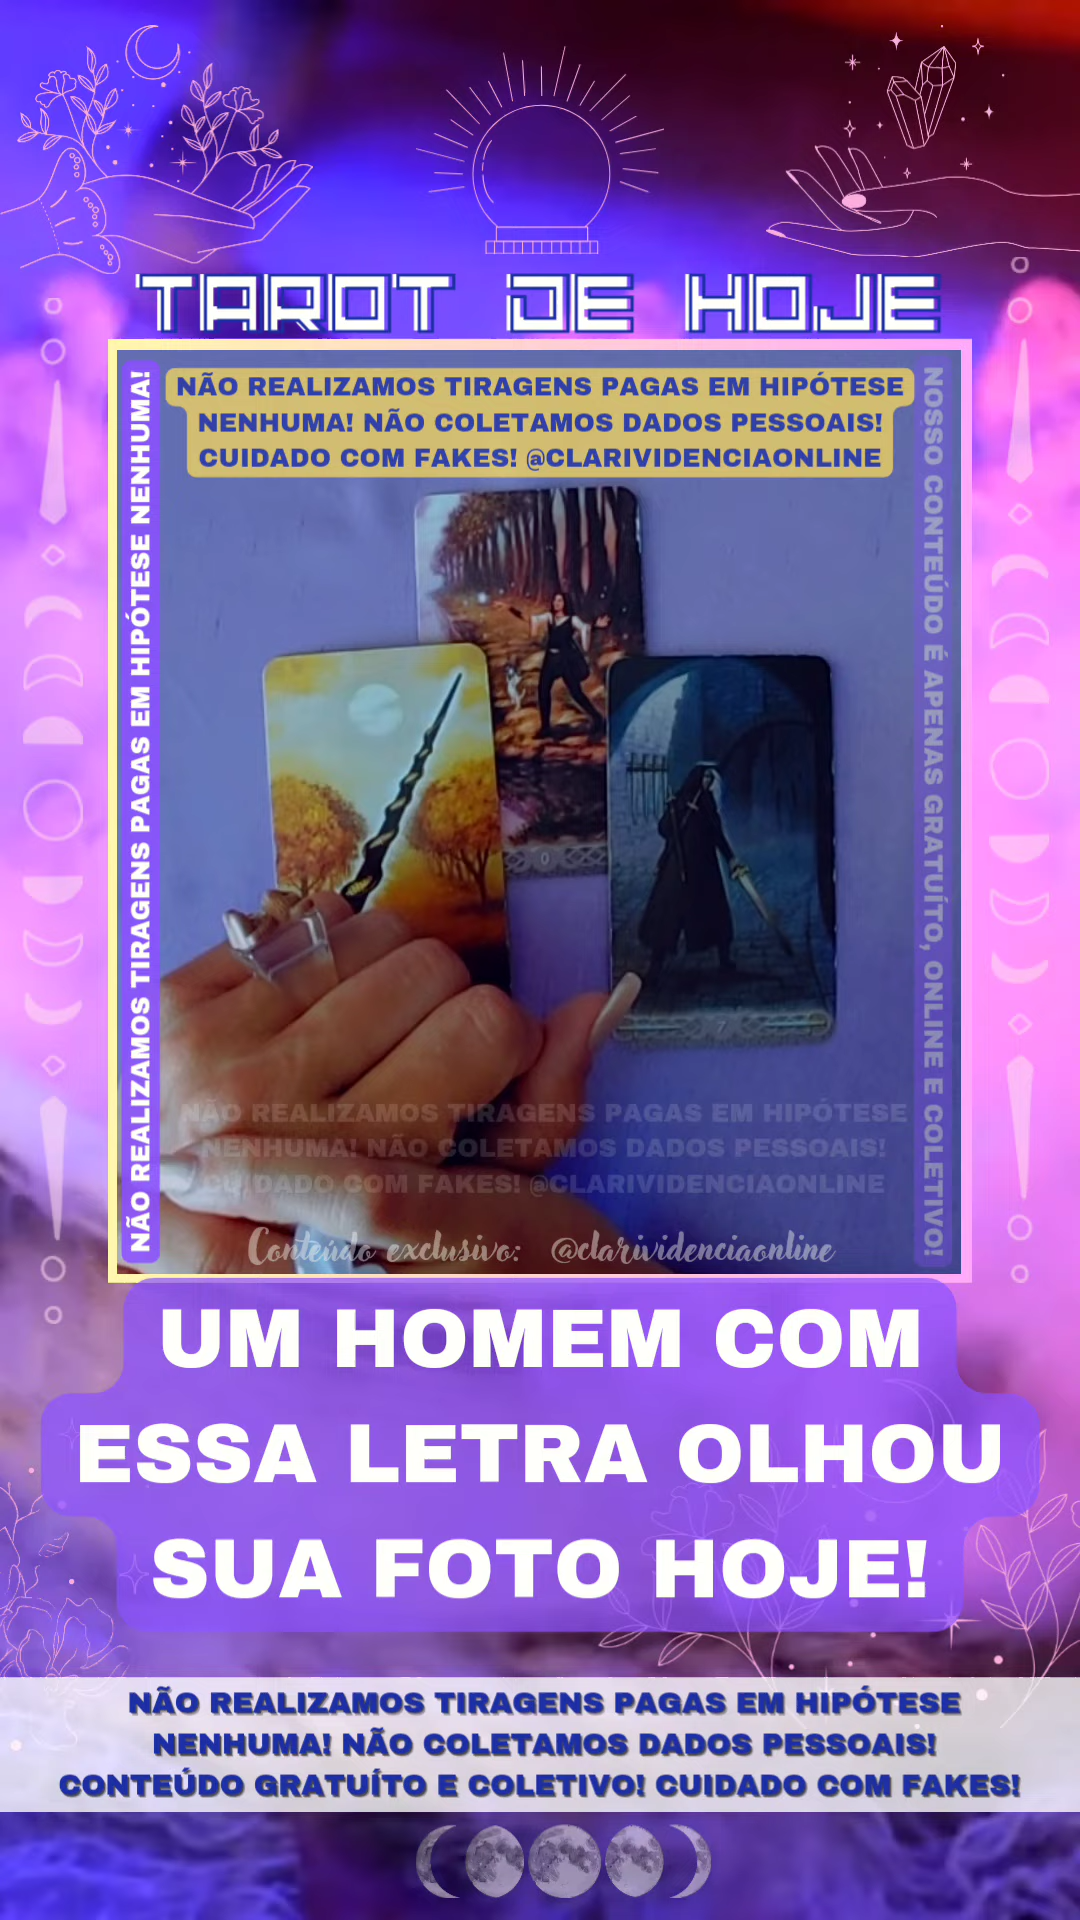 TAROT DE HOJE
NÃO REALIZAMOS TIRAGENS PAGAS EM HIPÓTESE
NENHUMA! NÃO COLETAMOS DADOS PESSOAIS!
CUIDADO COM FAKES! @CLARIVIDENCIAONLINE
NÃO REALIZAMOS TIRAGENS PAGAS EM HIPÓTESE NENHUMA!
NOSSO CONTEÚDO É APENAS GRATUÍTO, ONLINE E COLETIVO!
0
7
NÃO REALIZAMOS TIRAGENS PAGAS EM HIPÓTESE
NENHUMA! NÃO COLETAMOS DADOS PESSOAIS!
CUIDADO COM FAKES! @CLARIVIDENCIAONLINE
Conteúdo exclusivo: @clarividenciaonline
UM HOMEM COM
ESSA LETRA OLHOU
SUA FOTO HOJE!
NÃO REALIZAMOS TIRAGENS PAGAS EM HIPÓTESE
NENHUMA! NÃO COLETAMOS DADOS PESSOAIS!
CONTEÚDO GRATUÍTO E COLETIVO! CUIDADO COM FAKES!